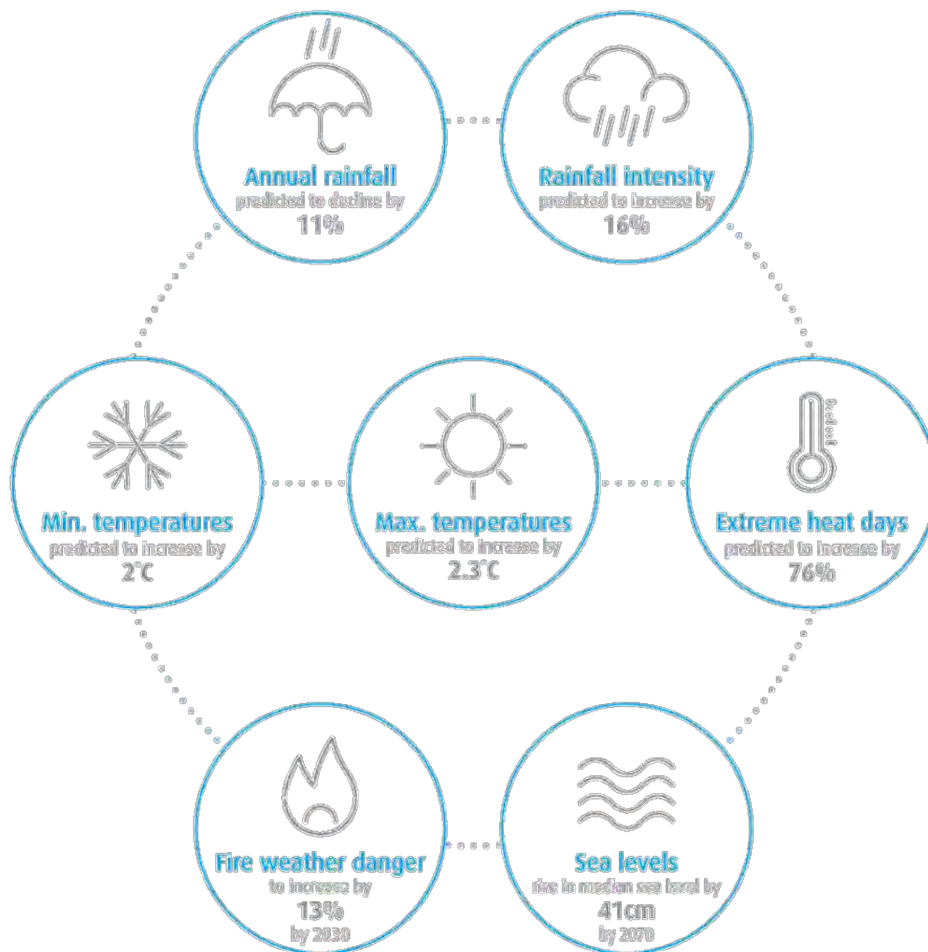 Annual rainfall
predicted to decline by
11%
Rainfall intensity
predicted to increase by
16%
Min. temperatures
predicted to increase by
2°C
Max. temperatures
predicted to increase by
2.3°C
Extreme heat days
predicted to increase by
76%
Fire weather danger
to increase by
13%
by 2030
Sea levels
rise in median sea level by
41cm
by 2070